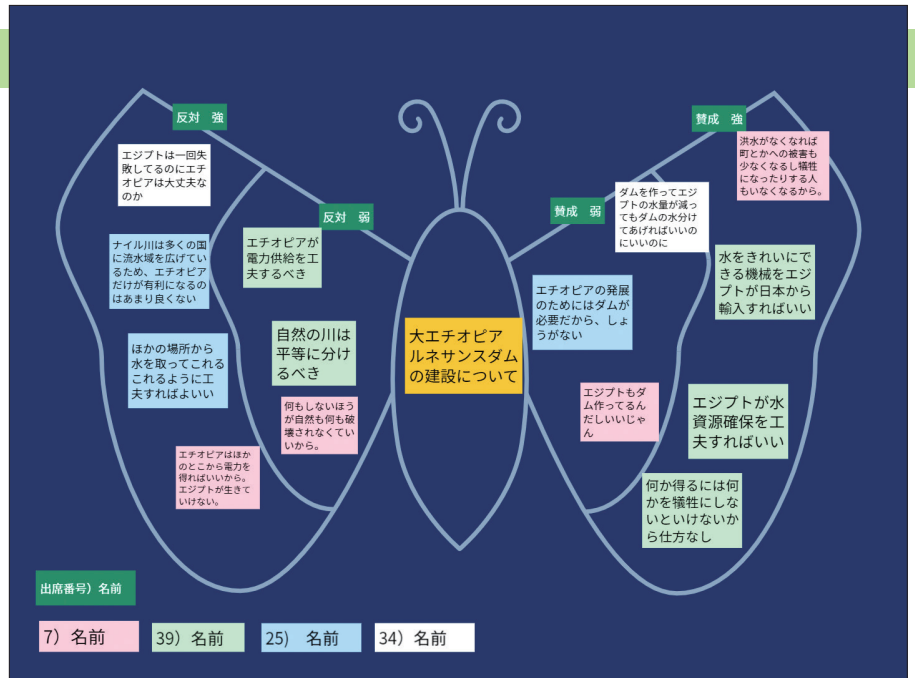 反対 強
エジプトは一回失
敗してるのにエチ
オピアは大丈夫な
のか
ナイル川は多くの国
に流水域を広げてい
るため、エチオピア
だけが有利になるの
はあまり良くない
ほかの場所から
水を取ってこれる
これるように工
夫すればよいい
エチオピアはほか
のとこから電力を
得ればいいから。
エジプトが生きて
いけない。
反対 弱
エチオピアが
電力供給を工
夫するべき
自然の川は
平等に分け
るべき
何もしないほう
が自然も何も破
壊されなくてい
いから。
大エチオピア
ルネサンスダム
の建設について
賛成 弱
ダムを作ってエジ
プトの水量が減っ
てもダムの水分け
てあげればいいの
にいいのに
エチオピアの発展
のためにはダムが
必要だから、しょ
うがない
エジプトもダ
ム作ってるん
だしいいじゃ
ん
賛成 強
洪水がなくなれば
町とかへの被害も
少なくなるし犠牲
になったりする人
もいなくなるから。
水をきれいにで
きる機械をエジ
プトが日本から
輸入すればいい
エジプトが水
資源確保を工
夫すればいい
何か得るには何
かを犠牲にしな
いといけないか
ら仕方なし
出席番号）名前
7）名前
39）名前
25) 名前
34）名前